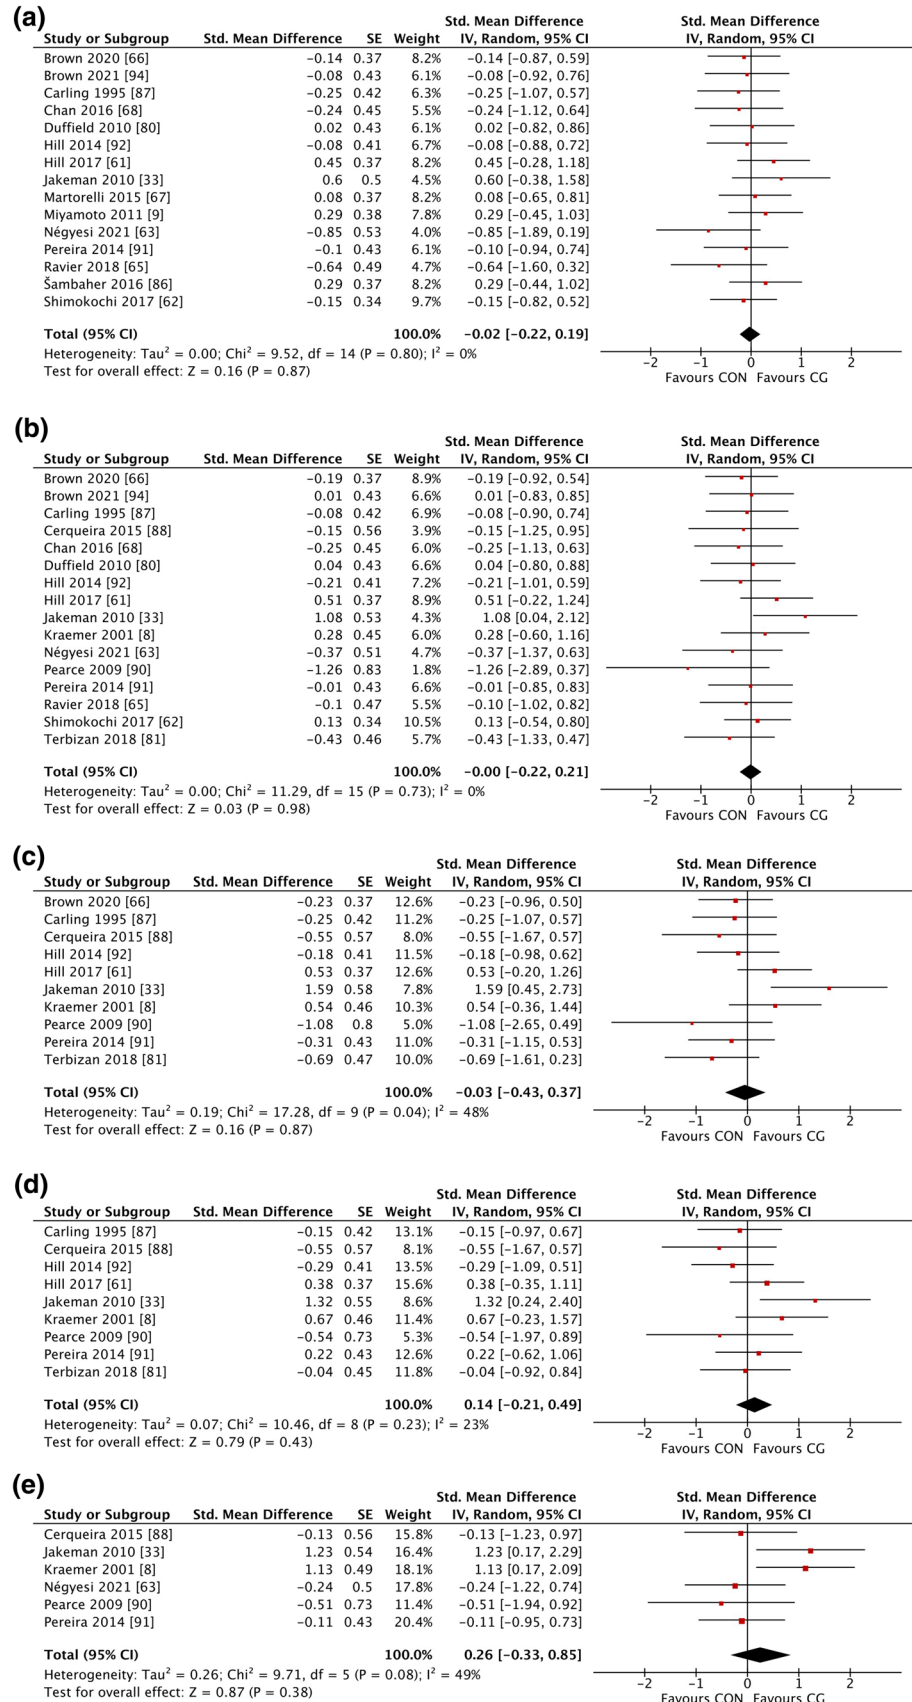 (a)
Std. Mean Difference Std. Mean Difference
Study or Subgroup Std. Mean Difference SE Weight IV, Random, 95% CI IV, Random, 95% CI
Brown 2020 [66] −0.14 0.37 8.2% −0.14 [−0.87, 0.59]
Brown 2021 [94] −0.08 0.43 6.1% −0.08 [−0.92, 0.76]
Carling 1995 [87] −0.25 0.42 6.3% −0.25 [−1.07, 0.57]
Chan 2016 [68] −0.24 0.45 5.5% −0.24 [−1.12, 0.64]
Duffield 2010 [80] 0.02 0.43 6.1% 0.02 [−0.82, 0.86]
Hill 2014 [92] −0.08 0.41 6.7% −0.08 [−0.88, 0.72]
Hill 2017 [61] 0.45 0.37 8.2% 0.45 [−0.28, 1.18]
Jakeman 2010 [33] 0.6 0.5 4.5% 0.60 [−0.38, 1.58]
Martorelli 2015 [67] 0.08 0.37 8.2% 0.08 [−0.65, 0.81]
Miyamoto 2011 [9] 0.29 0.38 7.8% 0.29 [−0.45, 1.03]
Négyesi 2021 [63] −0.85 0.53 4.0% −0.85 [−1.89, 0.19]
Pereira 2014 [91] −0.1 0.43 6.1% −0.10 [−0.94, 0.74]
Ravier 2018 [65] −0.64 0.49 4.7% −0.64 [−1.60, 0.32]
Šambaher 2016 [86] 0.29 0.37 8.2% 0.29 [−0.44, 1.02]
Shimokochi 2017 [62] −0.15 0.34 9.7% −0.15 [−0.82, 0.52]
Total (95% CI) 100.0% −0.02 [−0.22, 0.19]
Heterogeneity: Tau² = 0.00; Chi² = 9.52, df = 14 (P = 0.80); I² = 0%
Test for overall effect: Z = 0.16 (P = 0.87)
−2 −1 0 1 2
Favours CON Favours CG
(b)
Std. Mean Difference Std. Mean Difference
Study or Subgroup Std. Mean Difference SE Weight IV, Random, 95% CI IV, Random, 95% CI
Brown 2020 [66] −0.19 0.37 8.9% −0.19 [−0.92, 0.54]
Brown 2021 [94] 0.01 0.43 6.6% 0.01 [−0.83, 0.85]
Carling 1995 [87] −0.08 0.42 6.9% −0.08 [−0.90, 0.74]
Cerqueira 2015 [88] −0.15 0.56 3.9% −0.15 [−1.25, 0.95]
Chan 2016 [68] −0.25 0.45 6.0% −0.25 [−1.13, 0.63]
Duffield 2010 [80] 0.04 0.43 6.6% 0.04 [−0.80, 0.88]
Hill 2014 [92] −0.21 0.41 7.2% −0.21 [−1.01, 0.59]
Hill 2017 [61] 0.51 0.37 8.9% 0.51 [−0.22, 1.24]
Jakeman 2010 [33] 1.08 0.53 4.3% 1.08 [0.04, 2.12]
Kraemer 2001 [8] 0.28 0.45 6.0% 0.28 [−0.60, 1.16]
Négyesi 2021 [63] −0.37 0.51 4.7% −0.37 [−1.37, 0.63]
Pearce 2009 [90] −1.26 0.83 1.8% −1.26 [−2.89, 0.37]
Pereira 2014 [91] −0.01 0.43 6.6% −0.01 [−0.85, 0.83]
Ravier 2018 [65] −0.1 0.47 5.5% −0.10 [−1.02, 0.82]
Shimokochi 2017 [62] 0.13 0.34 10.5% 0.13 [−0.54, 0.80]
Terbizan 2018 [81] −0.43 0.46 5.7% −0.43 [−1.33, 0.47]
Total (95% CI) 100.0% −0.00 [−0.22, 0.21]
Heterogeneity: Tau² = 0.00; Chi² = 11.29, df = 15 (P = 0.73); I² = 0%
Test for overall effect: Z = 0.03 (P = 0.98)
−2 −1 0 1 2
Favours CON Favours CG
(c)
Std. Mean Difference Std. Mean Difference
Study or Subgroup Std. Mean Difference SE Weight IV, Random, 95% CI IV, Random, 95% CI
Brown 2020 [66] −0.23 0.37 12.6% −0.23 [−0.96, 0.50]
Carling 1995 [87] −0.25 0.42 11.2% −0.25 [−1.07, 0.57]
Cerqueira 2015 [88] −0.55 0.57 8.0% −0.55 [−1.67, 0.57]
Hill 2014 [92] −0.18 0.41 11.5% −0.18 [−0.98, 0.62]
Hill 2017 [61] 0.53 0.37 12.6% 0.53 [−0.20, 1.26]
Jakeman 2010 [33] 1.59 0.58 7.8% 1.59 [0.45, 2.73]
Kraemer 2001 [8] 0.54 0.46 10.3% 0.54 [−0.36, 1.44]
Pearce 2009 [90] −1.08 0.8 5.0% −1.08 [−2.65, 0.49]
Pereira 2014 [91] −0.31 0.43 11.0% −0.31 [−1.15, 0.53]
Terbizan 2018 [81] −0.69 0.47 10.0% −0.69 [−1.61, 0.23]
Total (95% CI) 100.0% −0.03 [−0.43, 0.37]
Heterogeneity: Tau² = 0.19; Chi² = 17.28, df = 9 (P = 0.04); I² = 48%
Test for overall effect: Z = 0.16 (P = 0.87)
−2 −1 0 1 2
Favours CON Favours CG
(d)
Std. Mean Difference Std. Mean Difference
Study or Subgroup Std. Mean Difference SE Weight IV, Random, 95% CI IV, Random, 95% CI
Carling 1995 [87] −0.15 0.42 13.1% −0.15 [−0.97, 0.67]
Cerqueira 2015 [88] −0.55 0.57 8.1% −0.55 [−1.67, 0.57]
Hill 2014 [92] −0.29 0.41 13.5% −0.29 [−1.09, 0.51]
Hill 2017 [61] 0.38 0.37 15.6% 0.38 [−0.35, 1.11]
Jakeman 2010 [33] 1.32 0.55 8.6% 1.32 [0.24, 2.40]
Kraemer 2001 [8] 0.67 0.46 11.4% 0.67 [−0.23, 1.57]
Pearce 2009 [90] −0.54 0.73 5.3% −0.54 [−1.97, 0.89]
Pereira 2014 [91] 0.22 0.43 12.6% 0.22 [−0.62, 1.06]
Terbizan 2018 [81] −0.04 0.45 11.8% −0.04 [−0.92, 0.84]
Total (95% CI) 100.0% 0.14 [−0.21, 0.49]
Heterogeneity: Tau² = 0.07; Chi² = 10.46, df = 8 (P = 0.23); I² = 23%
Test for overall effect: Z = 0.79 (P = 0.43)
−2 −1 0 1 2
Favours CON Favours CG
(e)
Std. Mean Difference Std. Mean Difference
Study or Subgroup Std. Mean Difference SE Weight IV, Random, 95% CI IV, Random, 95% CI
Cerqueira 2015 [88] −0.13 0.56 15.8% −0.13 [−1.23, 0.97]
Jakeman 2010 [33] 1.23 0.54 16.4% 1.23 [0.17, 2.29]
Kraemer 2001 [8] 1.13 0.49 18.1% 1.13 [0.17, 2.09]
Négyesi 2021 [63] −0.24 0.5 17.8% −0.24 [−1.22, 0.74]
Pearce 2009 [90] −0.51 0.73 11.4% −0.51 [−1.94, 0.92]
Pereira 2014 [91] −0.11 0.43 20.4% −0.11 [−0.95, 0.73]
Total (95% CI) 100.0% 0.26 [−0.33, 0.85]
Heterogeneity: Tau² = 0.26; Chi² = 9.71, df = 5 (P = 0.08); I² = 49%
Test for overall effect: Z = 0.87 (P = 0.38)
−2 −1 0 1 2
Favours CON Favours CG